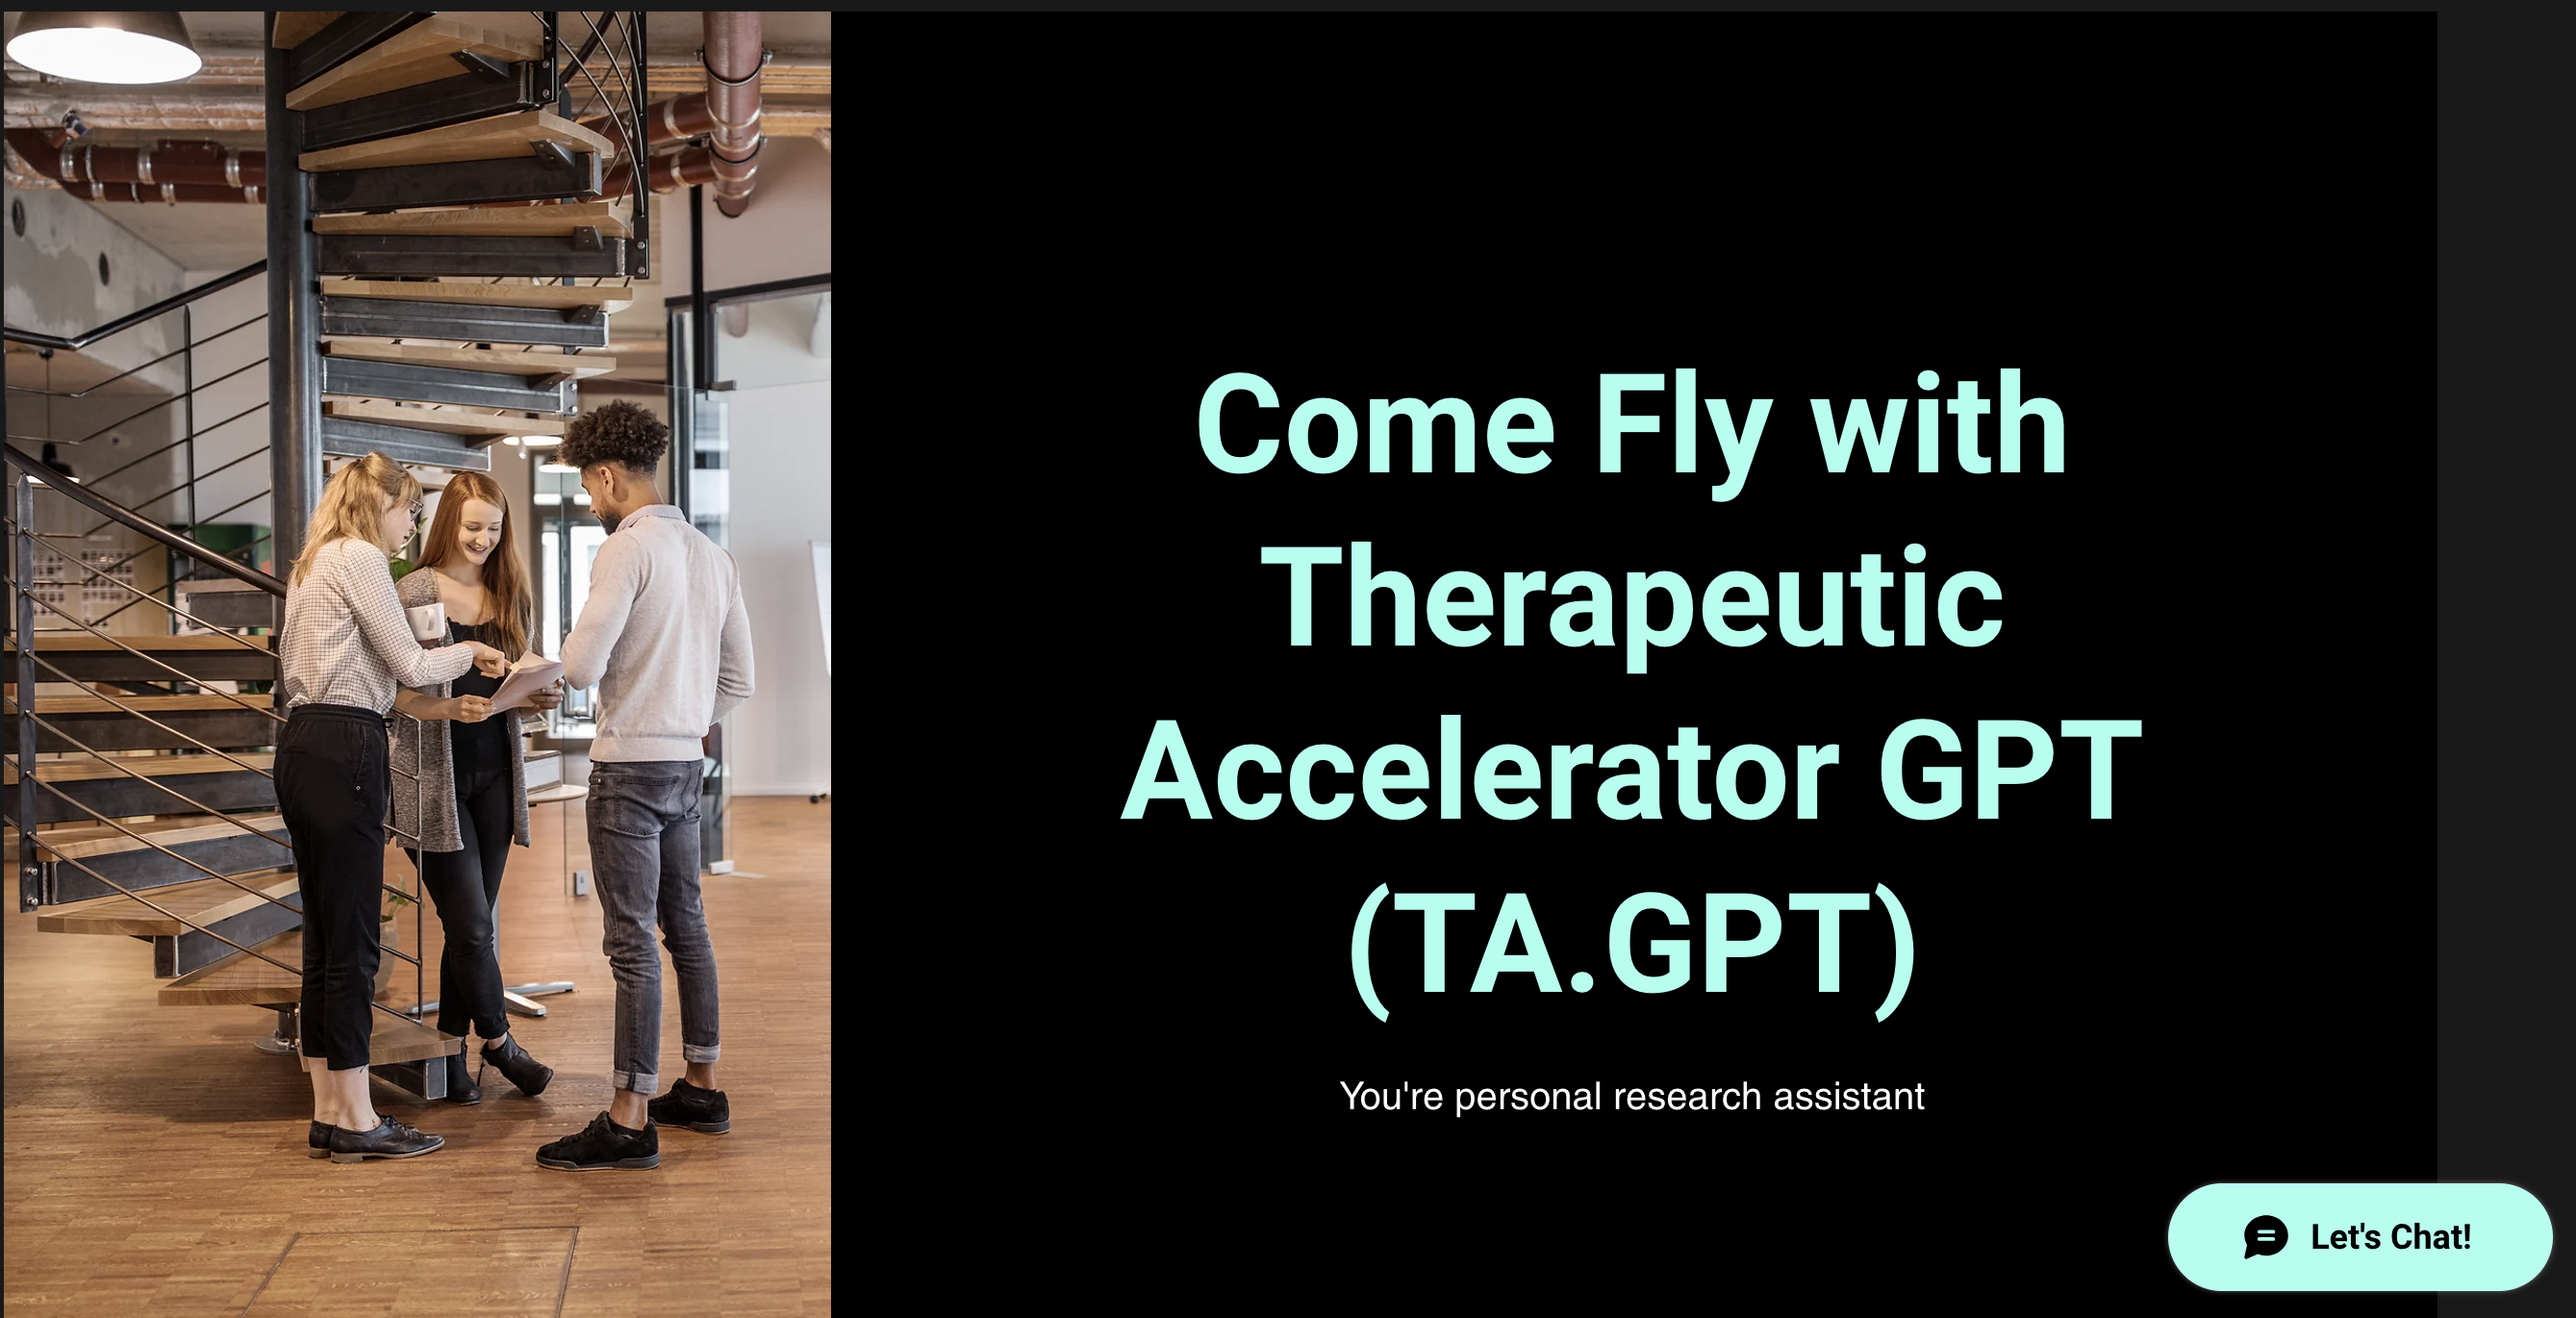 Come Fly with
Therapeutic
Accelerator GPT
(TA.GPT)
You're personal research assistant
Let's Chat!